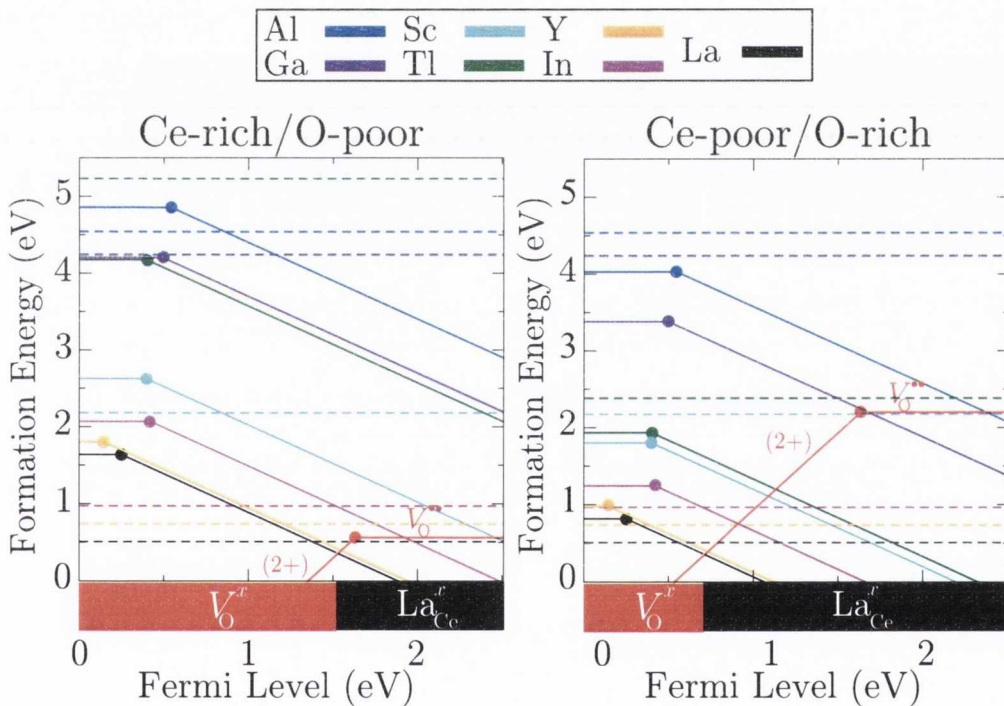 Al Sc Y La
Ga Tl In
Ce-rich/O-poor Ce-poor/O-rich
Formation Energy (eV)
5
4
3
2
1
0
V_O^••
(2+)
V_O^x La_Ce^x
0 1 2
Fermi Level (eV)
Formation Energy (eV)
5
4
3
2
1
0
V_O^••
(2+)
V_O^x La_Ce^x
0 1 2
Fermi Level (eV)